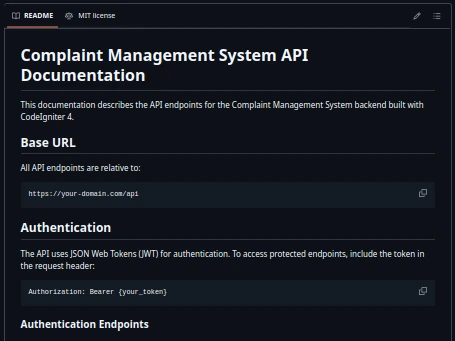 README MIT license
Complaint Management System API
Documentation
This documentation describes the API endpoints for the Complaint Management System backend built with
CodeIgniter 4.
Base URL
All API endpoints are relative to:
https://your-domain.com/api
Authentication
The API uses JSON Web Tokens (JWT) for authentication. To access protected endpoints, include the token in
the request header:
Authorization: Bearer {your_token}
Authentication Endpoints